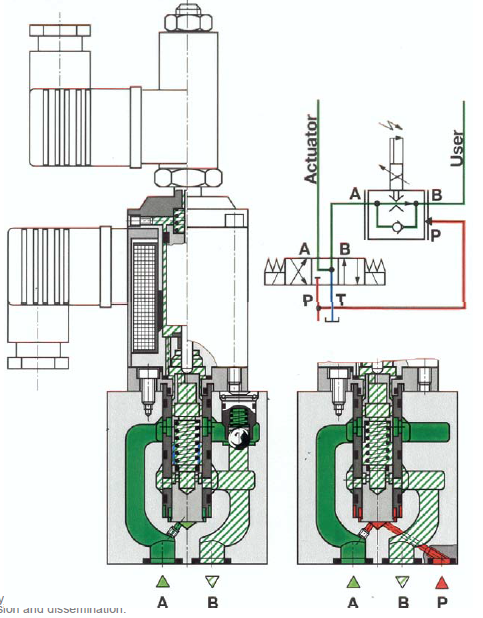 Actuator
User
A B
P
A B
P T
A B
A B P
y
sion and dissemination.